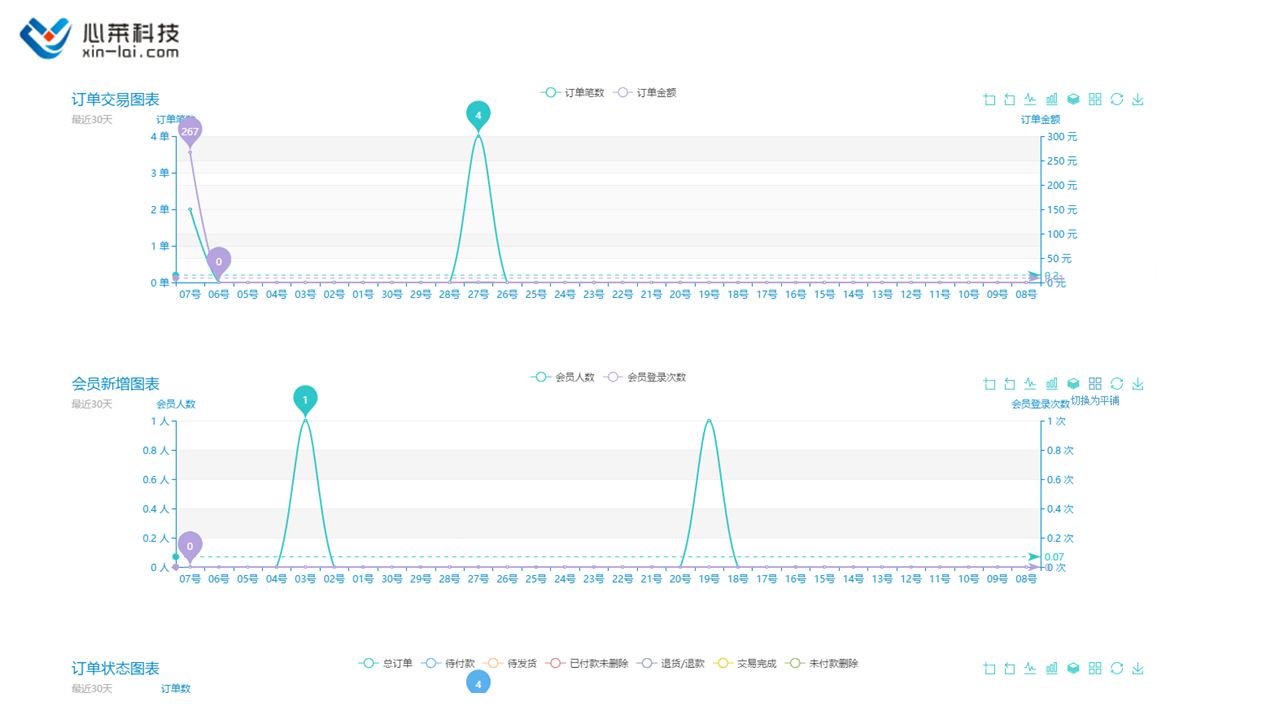 心莱科技
xin-lai.com
订单交易图表
最近30天
订单笔数 订单金额
订单笔数
订单金额
4 单
3 单
2 单
1 单
0 单
267
0
4
300 元
250 元
200 元
150 元
100 元
50 元
0 元
0.2
07号 06号 05号 04号 03号 02号 01号 30号 29号 28号 27号 26号 25号 24号 23号 22号 21号 20号 19号 18号 17号 16号 15号 14号 13号 12号 11号 10号 09号 08号
会员新增图表
最近30天
会员人数 会员登录次数
会员人数
会员登录次数
切换为平铺
1 人
0.8 人
0.6 人
0.4 人
0.2 人
0 人
0
1
1 次
0.8 次
0.6 次
0.4 次
0.2 次
0 次
0.07
07号 06号 05号 04号 03号 02号 01号 30号 29号 28号 27号 26号 25号 24号 23号 22号 21号 20号 19号 18号 17号 16号 15号 14号 13号 12号 11号 10号 09号 08号
订单状态图表
最近30天
总订单 待付款 待发货 已付款未删除 退货/退款 交易完成 未付款删除
订单数
4